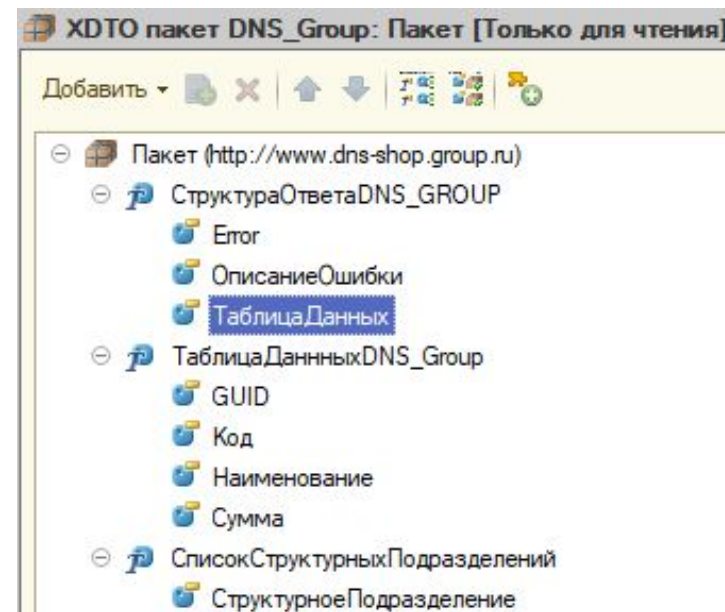 XDTO пакет DNS_Group: Пакет [Только для чтения]
Добавить
Пакет (http://www.dns-shop.group.ru)
СтруктураОтветаDNS_GROUP
Error
ОписаниеОшибки
ТаблицаДанных
ТаблицаДаннныхDNS_Group
GUID
Код
Наименование
Сумма
СписокСтруктурныхПодразделений
СтруктурноеПодразделение